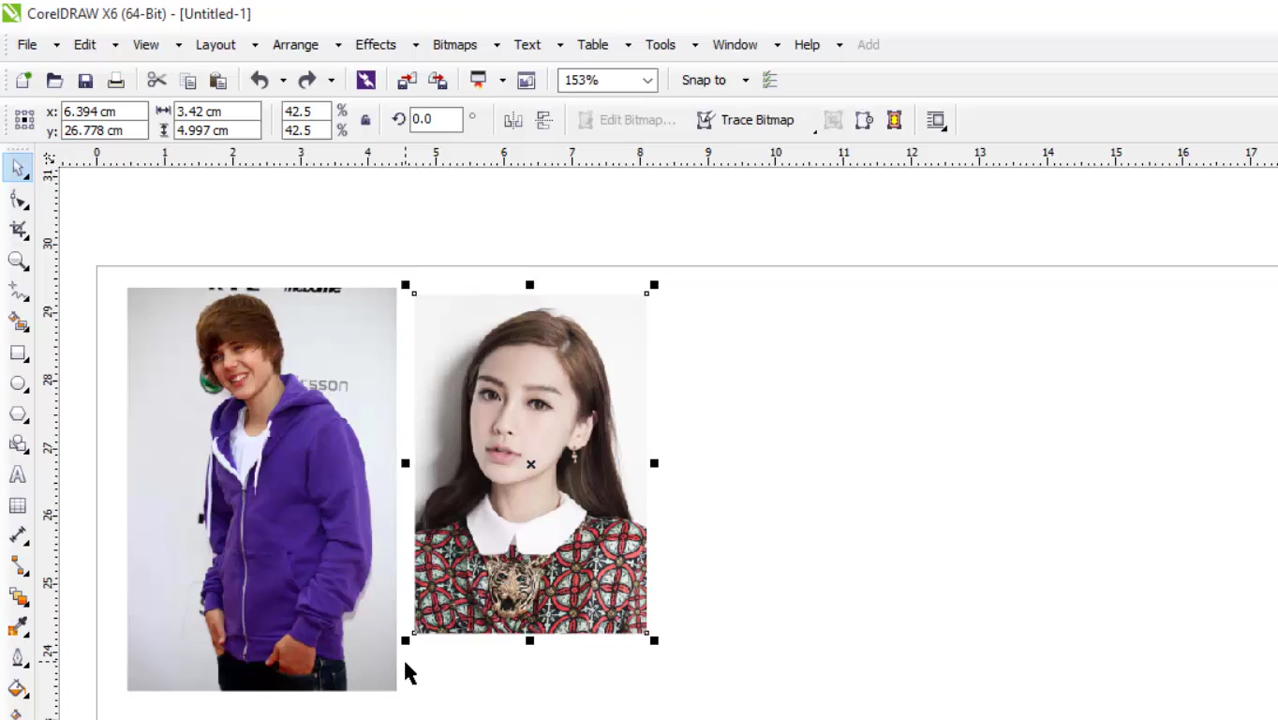 CorelDRAW X6 (64-Bit) - [Untitled-1]
File Edit View Layout Arrange Effects Bitmaps Text Table Tools Window Help Add
153% Snap to
x: 6.394 cm 3.42 cm 42.5 %
y: 26.778 cm 4.997 cm 42.5 %
0.0 ° Edit Bitmap... Trace Bitmap
0 1 2 3 4 5 6 7 8 9 10 11 12 13 14 15 16 17
31
30
29
28
27
26
25
24
csson